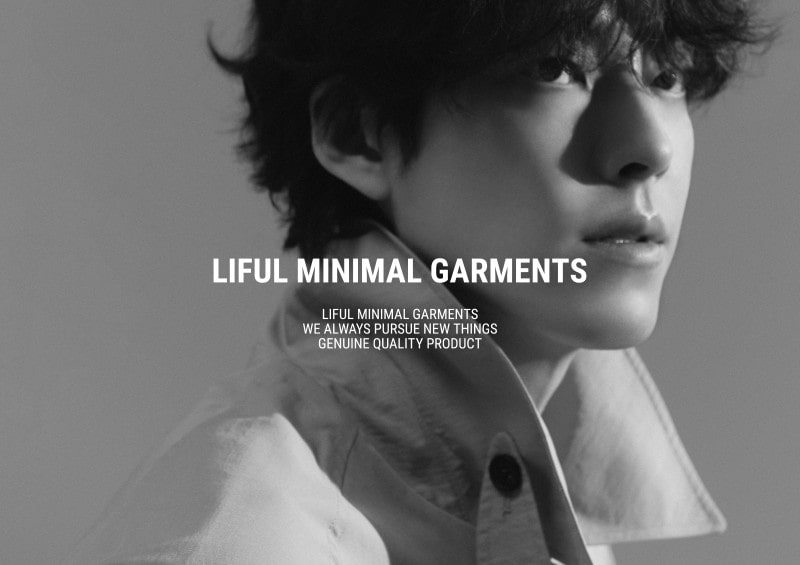 LIFUL MINIMAL GARMENTS
LIFUL MINIMAL GARMENTS
WE ALWAYS PURSUE NEW THINGS
GENUINE QUALITY PRODUCT